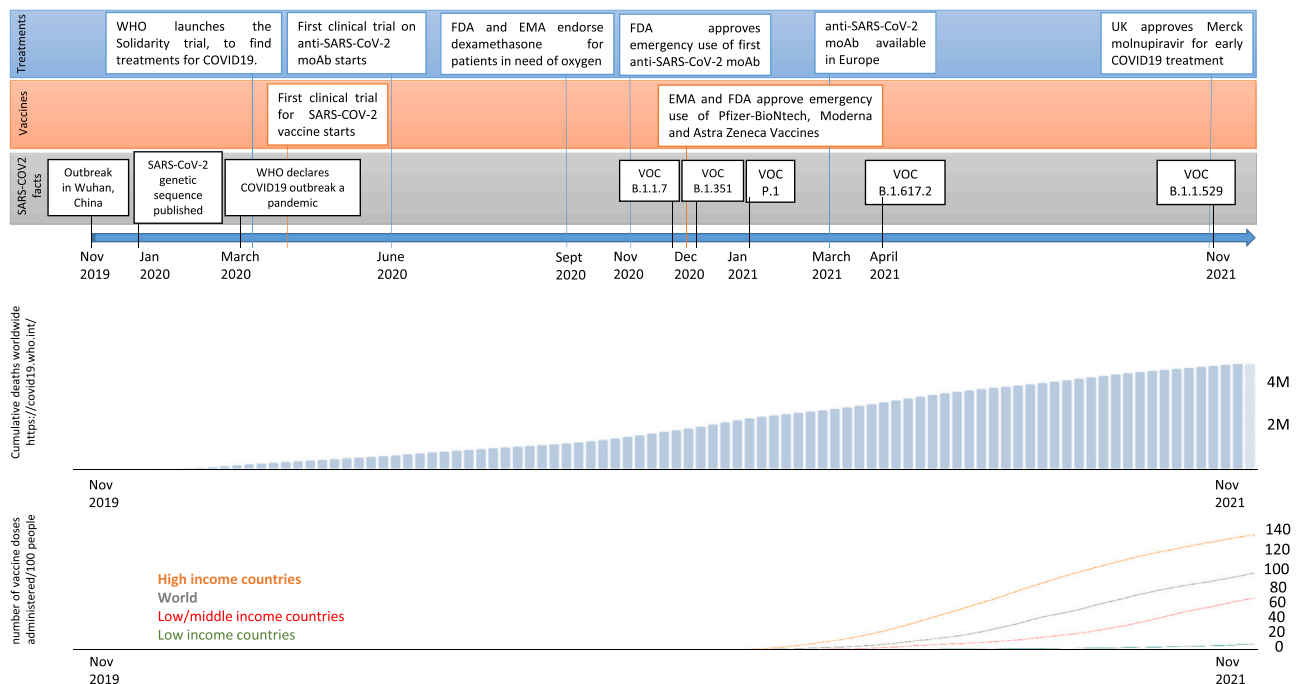 Treatments
WHO launches the
Solidarity trial, to find
treatments for COVID19.
First clinical trial on
anti-SARS-CoV-2
moAb starts
FDA and EMA endorse
dexamethasone for
patients in need of oxygen
FDA approves
emergency use of first
anti-SARS-CoV-2 moAb
anti-SARS-CoV-2
moAb available
in Europe
UK approves Merck
molnupiravir for early
COVID19 treatment
Vaccines
First clinical trial
for SARS-COV-2
vaccine starts
EMA and FDA approve emergency
use of Pfizer-BioNtech, Moderna
and Astra Zeneca Vaccines
SARS-COV2
facts
Outbreak
in Wuhan,
China
SARS-CoV-2
genetic
sequence
published
WHO declares
COVID19 outbreak a
pandemic
VOC
B.1.1.7
VOC
B.1.351
VOC
P.1
VOC
B.1.617.2
VOC
B.1.1.529
Nov
2019
Jan
2020
March
2020
June
2020
Sept
2020
Nov
2020
Dec
2020
Jan
2021
March
2021
April
2021
Nov
2021
Cumulative deaths worldwide
https://covid19.who.int/
4M
2M
Nov
2019
Nov
2021
number of vaccine doses
administered/100 people
High income countries
World
Low/middle income countries
Low income countries
140
120
100
80
60
40
20
0
Nov
2019
Nov
2021